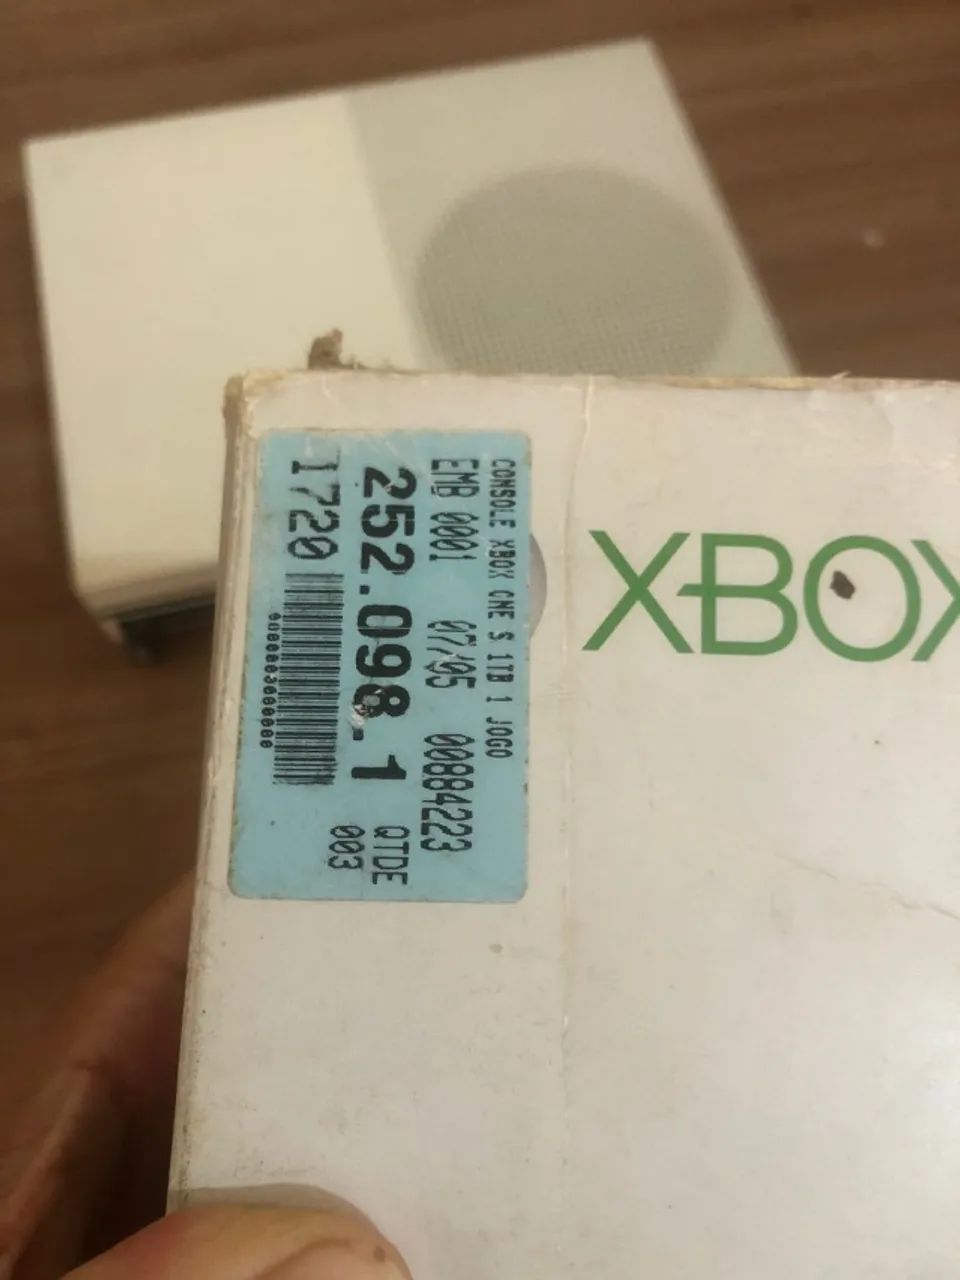 CONSOLE XBOX ONE S 1TB 1 JOGO
EMB 0001 07/05 00884223
252.098.1 QTDE
1720 003
XBOX